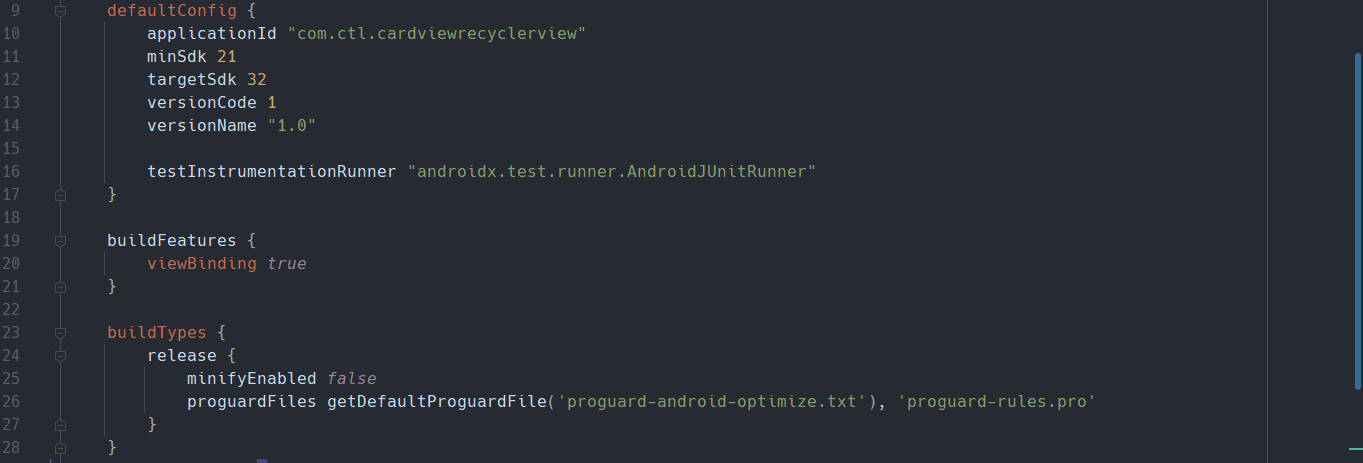 9 defaultConfig {
10 applicationId "com.ctl.cardviewrecyclerview"
11 minSdk 21
12 targetSdk 32
13 versionCode 1
14 versionName "1.0"
15
16 testInstrumentationRunner "androidx.test.runner.AndroidJUnitRunner"
17 }
18
19 buildFeatures {
20 viewBinding true
21 }
22
23 buildTypes {
24 release {
25 minifyEnabled false
26 proguardFiles getDefaultProguardFile('proguard-android-optimize.txt'), 'proguard-rules.pro'
27 }
28 }